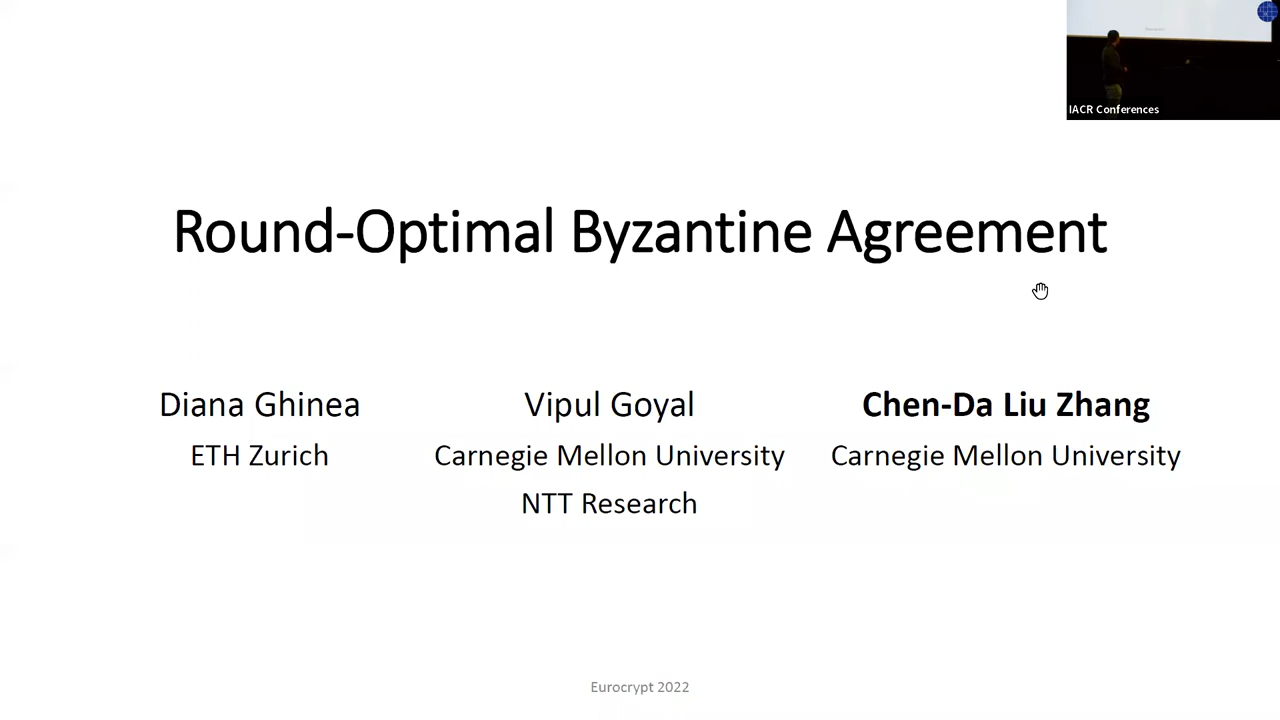 IACR Conferences
Round-Optimal Byzantine Agreement
Diana Ghinea
ETH Zurich
Vipul Goyal
Carnegie Mellon University
NTT Research
Chen-Da Liu Zhang
Carnegie Mellon University
Eurocrypt 2022